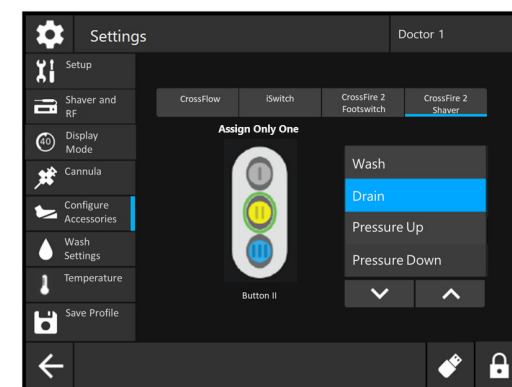 Settings
Doctor 1
Setup
Shaver and
RF
40
Display
Mode
Cannula
Configure
Accessories
Wash
Settings
Temperature
Save Profile
CrossFlow
iSwitch
CrossFire 2
Footswitch
CrossFire 2
Shaver
Assign Only One
I
II
III
Button II
Wash
Drain
Pressure Up
Pressure Down